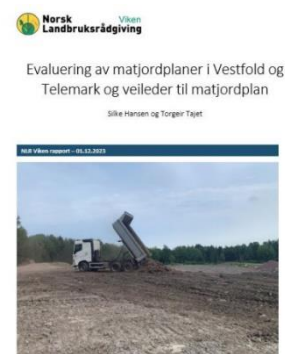 Norsk
Landbruksrådgiving
Viken
Evaluering av matjordplaner i Vestfold og
Telemark og veileder til matjordplan
Silke Hansen og Torgeir Tajet
NLR Viken rapport – 01.12.2023